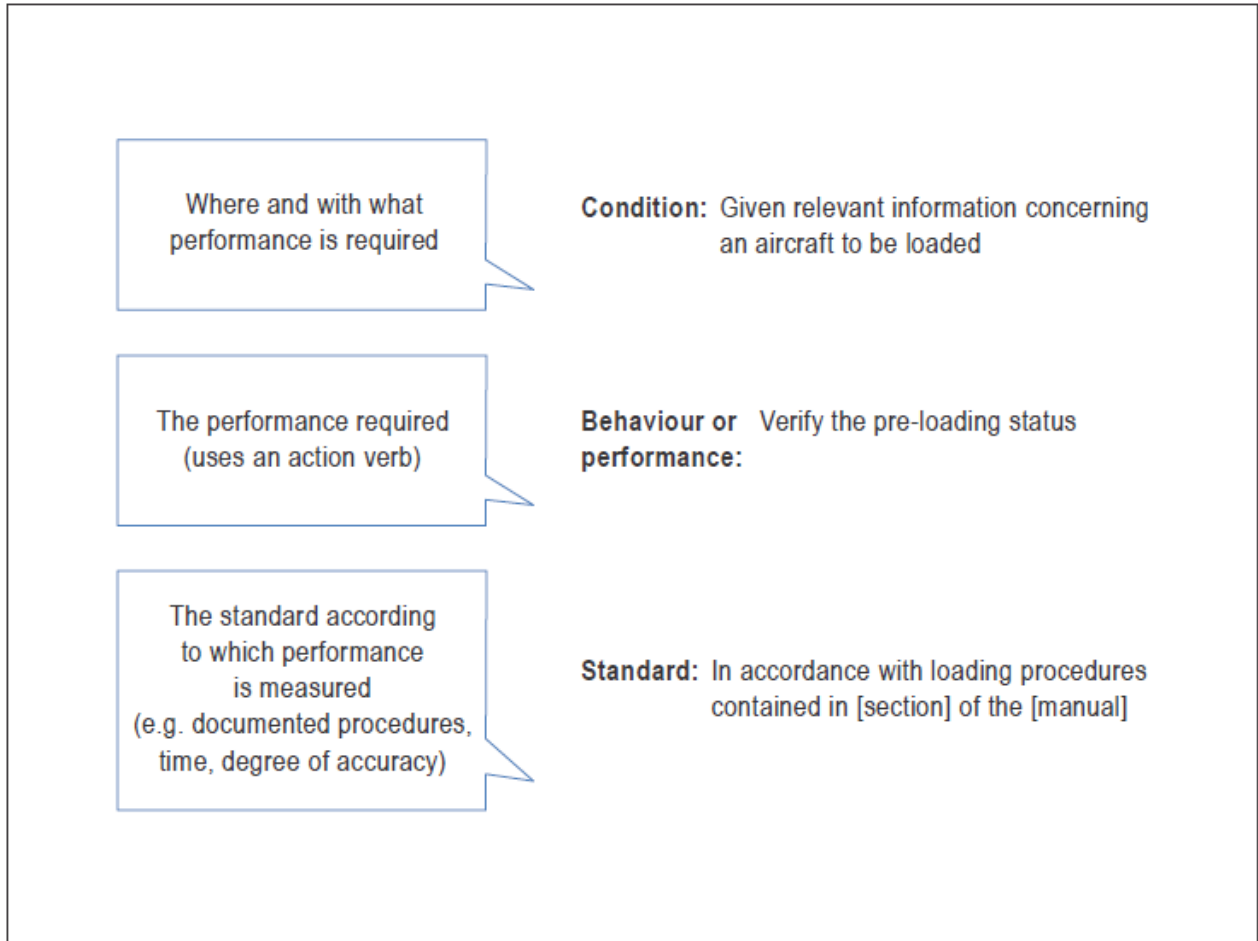 Where and with what
performance is required
Condition: Given relevant information concerning
an aircraft to be loaded
The performance required
(uses an action verb)
Behaviour or Verify the pre-loading status
performance:
The standard according
to which performance
is measured
(e.g. documented procedures,
time, degree of accuracy)
Standard: In accordance with loading procedures
contained in [section] of the [manual]